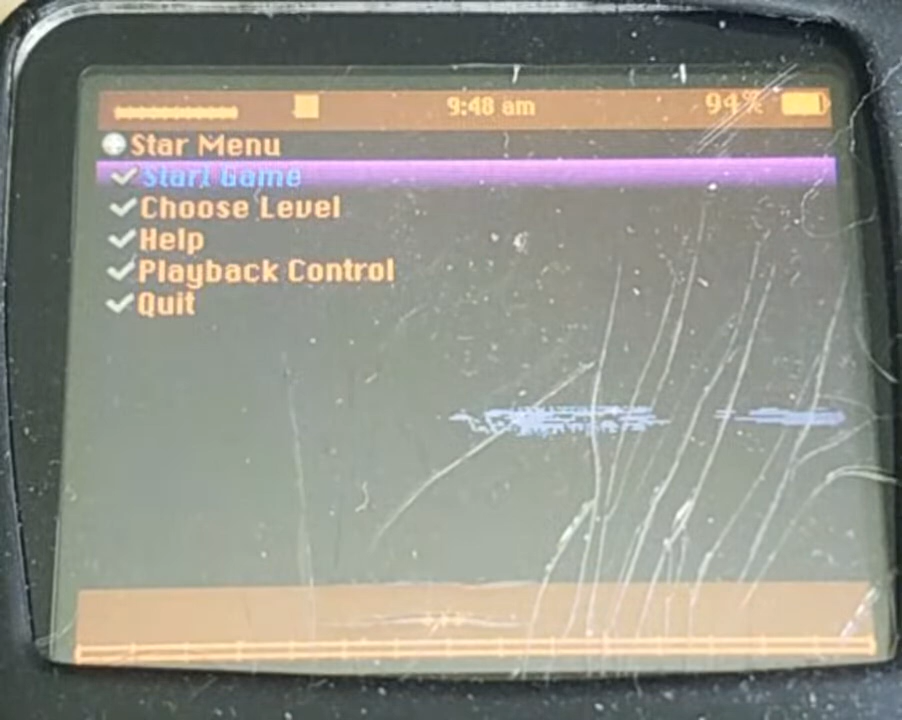 9:48 am 94%
Star Menu
Start Game
Choose Level
Help
Playback Control
Quit